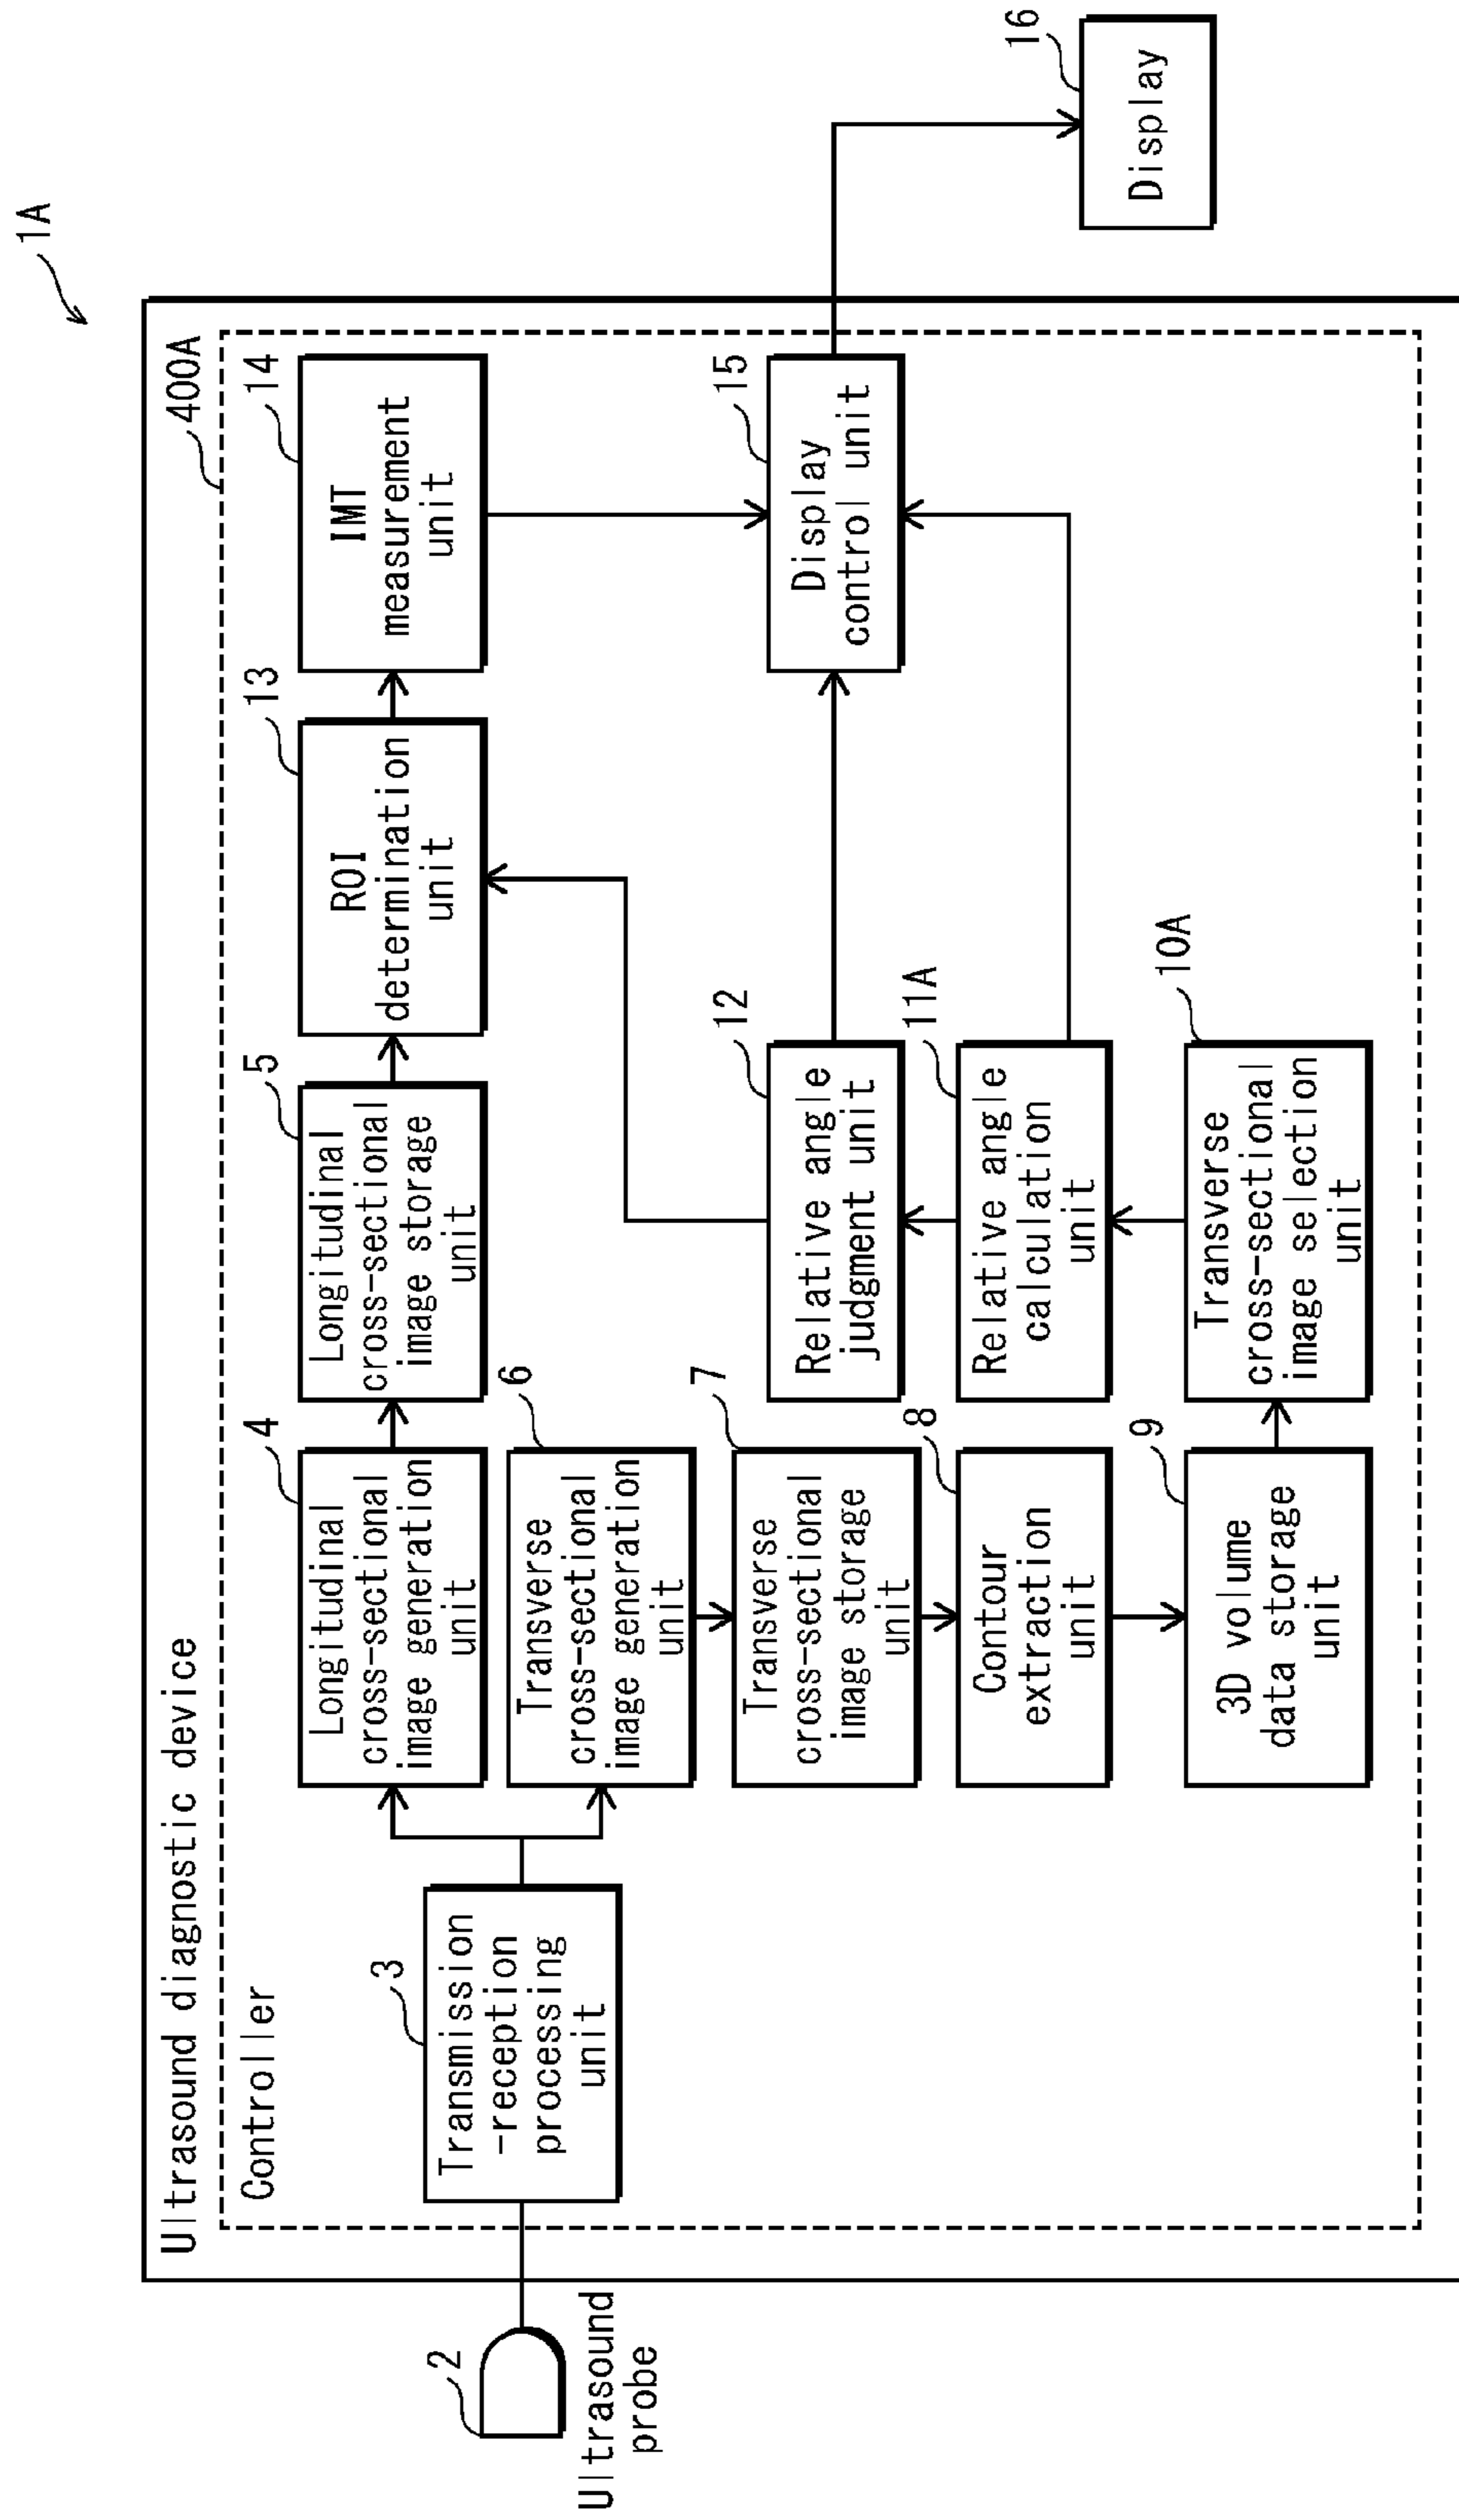 1A
Ultrasound diagnostic device
400A
Controller
2
Ultrasound
probe
3
Transmission
-reception
processing
unit
4
Longitudinal
cross-sectional
image generation
unit
5
Longitudinal
cross-sectional
image storage
unit
13
ROI
determination
unit
14
IMT
measurement
unit
6
Transverse
cross-sectional
image generation
unit
7
Transverse
cross-sectional
image storage
unit
12
Relative angle
judgment unit
15
Display
control unit
8
Contour
extraction
unit
11A
Relative angle
calculation
unit
16
Display
9
3D volume
data storage
unit
10A
Transverse
cross-sectional
image selection
unit